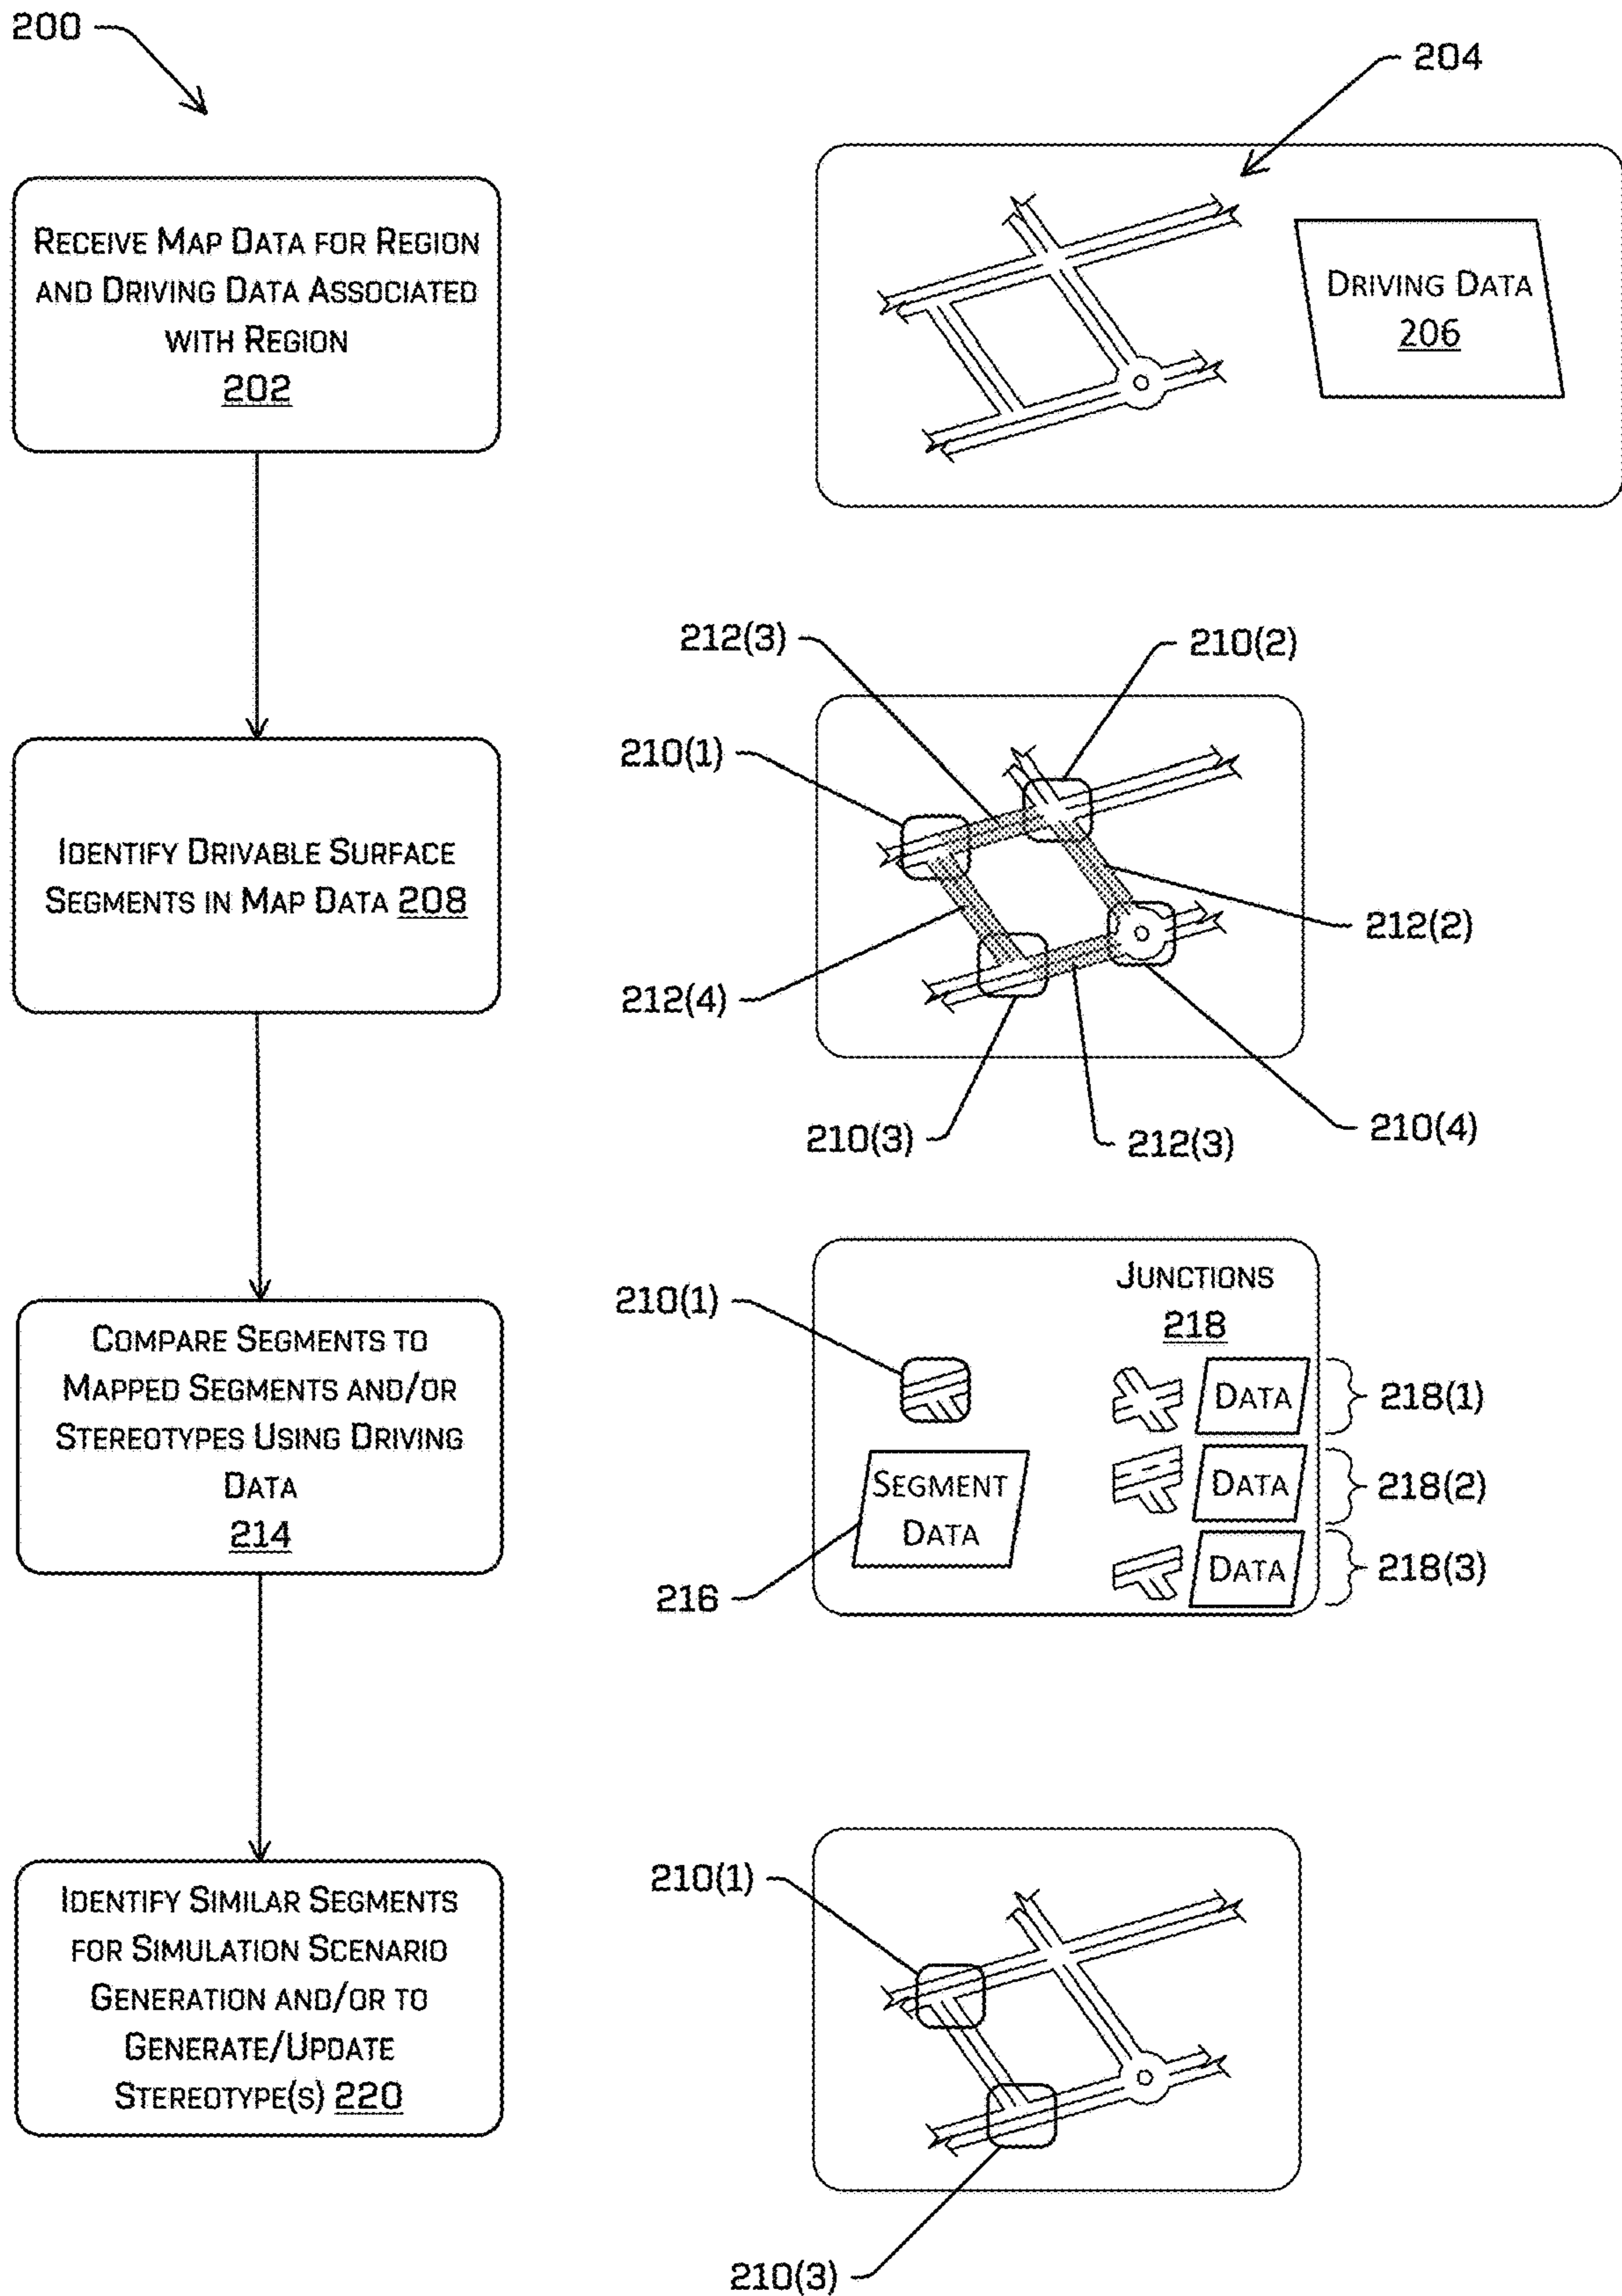 200
204
RECEIVE MAP DATA FOR REGION
AND DRIVING DATA ASSOCIATED
WITH REGION
202
DRIVING DATA
206
212(3)
210(2)
210(1)
IDENTIFY DRIVABLE SURFACE
SEGMENTS IN MAP DATA 208
212(2)
212(4)
210(3)
212(3)
210(4)
COMPARE SEGMENTS TO
MAPPED SEGMENTS AND/OR
STEREOTYPES USING DRIVING
DATA
214
210(1)
JUNCTIONS
218
SEGMENT
DATA
216
DATA
218(1)
DATA
218(2)
DATA
218(3)
IDENTIFY SIMILAR SEGMENTS
FOR SIMULATION SCENARIO
GENERATION AND/OR TO
GENERATE/UPDATE
STEREOTYPE(S) 220
210(1)
210(3)